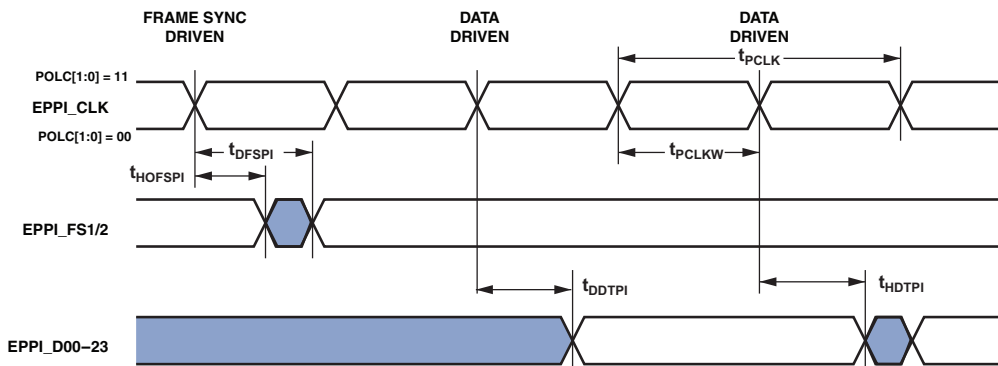 FRAME SYNC
DRIVEN
DATA
DRIVEN
DATA
DRIVEN
tPCLK
POLC[1:0] = 11
EPPI_CLK
POLC[1:0] = 00
tDFSPI
tPCLKW
tHOFSPI
EPPI_FS1/2
tDDTPI
tHDTPI
EPPI_D00–23